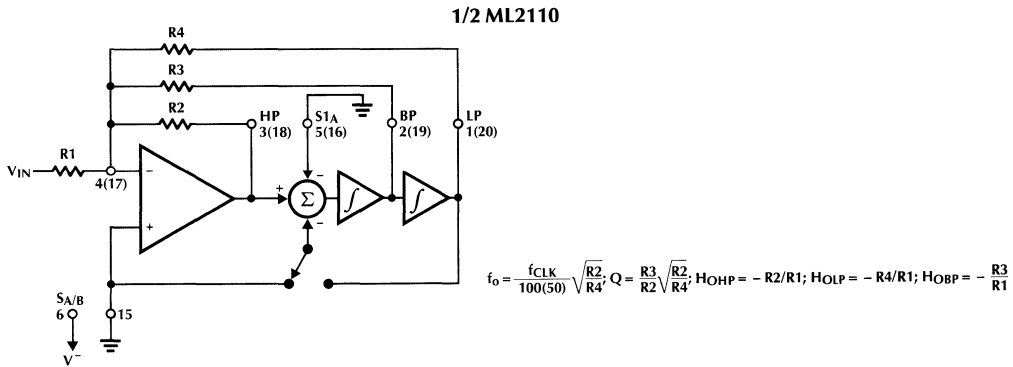 1/2 ML2110
R4
R3
R2
HP
3(18)
S1A
5(16)
BP
2(19)
LP
1(20)
R1
VIN
4(17)
−
+
+
Σ
−
−
∫
∫
SA/B
6
15
V−
fo = fCLK/100(50) √(R2/R4); Q = R3/R2 √(R2/R4); HOHP = − R2/R1; HOLP = − R4/R1; HOBP = − R3/R1